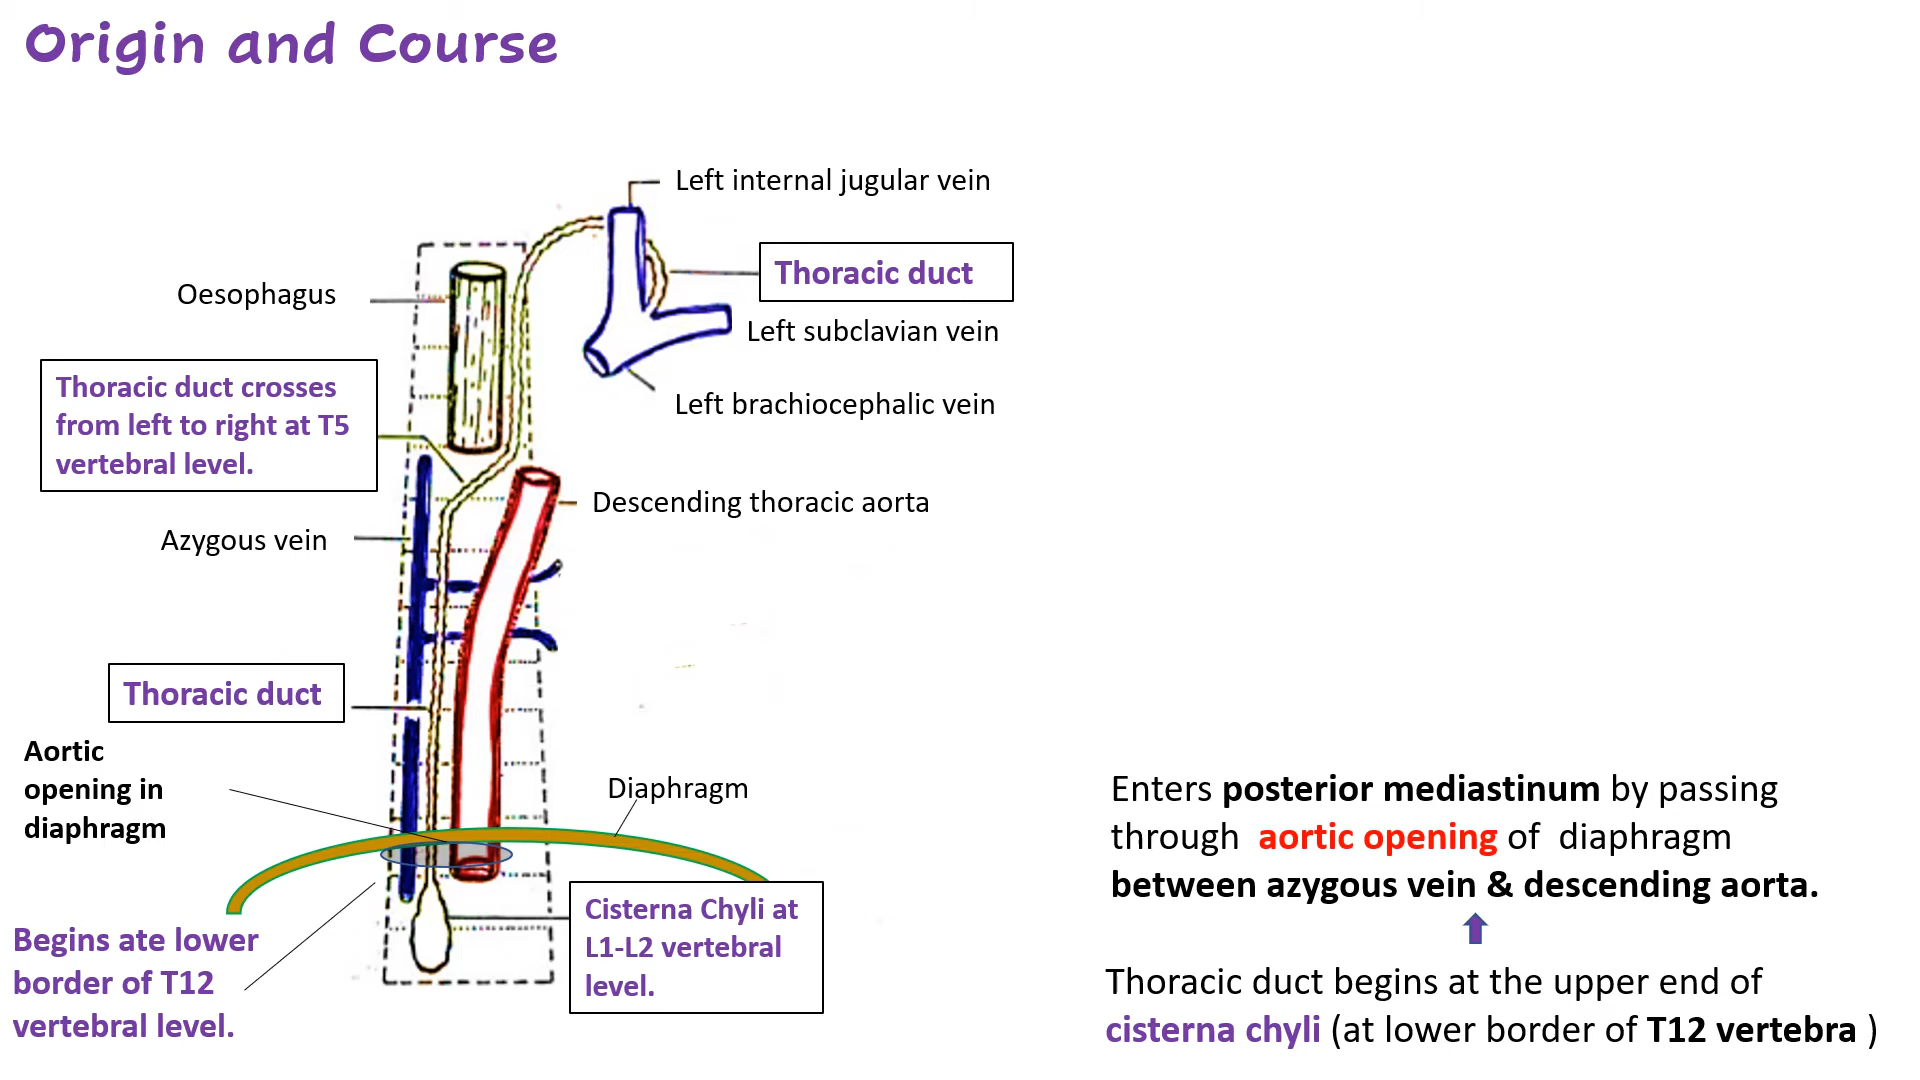 Origin and Course
Left internal jugular vein
Thoracic duct
Oesophagus
Left subclavian vein
Thoracic duct crosses
from left to right at T5
vertebral level.
Left brachiocephalic vein
Descending thoracic aorta
Azygous vein
Thoracic duct
Aortic
opening in
diaphragm
Diaphragm
Cisterna Chyli at
L1-L2 vertebral
level.
Begins ate lower
border of T12
vertebral level.
Enters posterior mediastinum by passing
through aortic opening of diaphragm
between azygous vein & descending aorta.
Thoracic duct begins at the upper end of
cisterna chyli (at lower border of T12 vertebra )